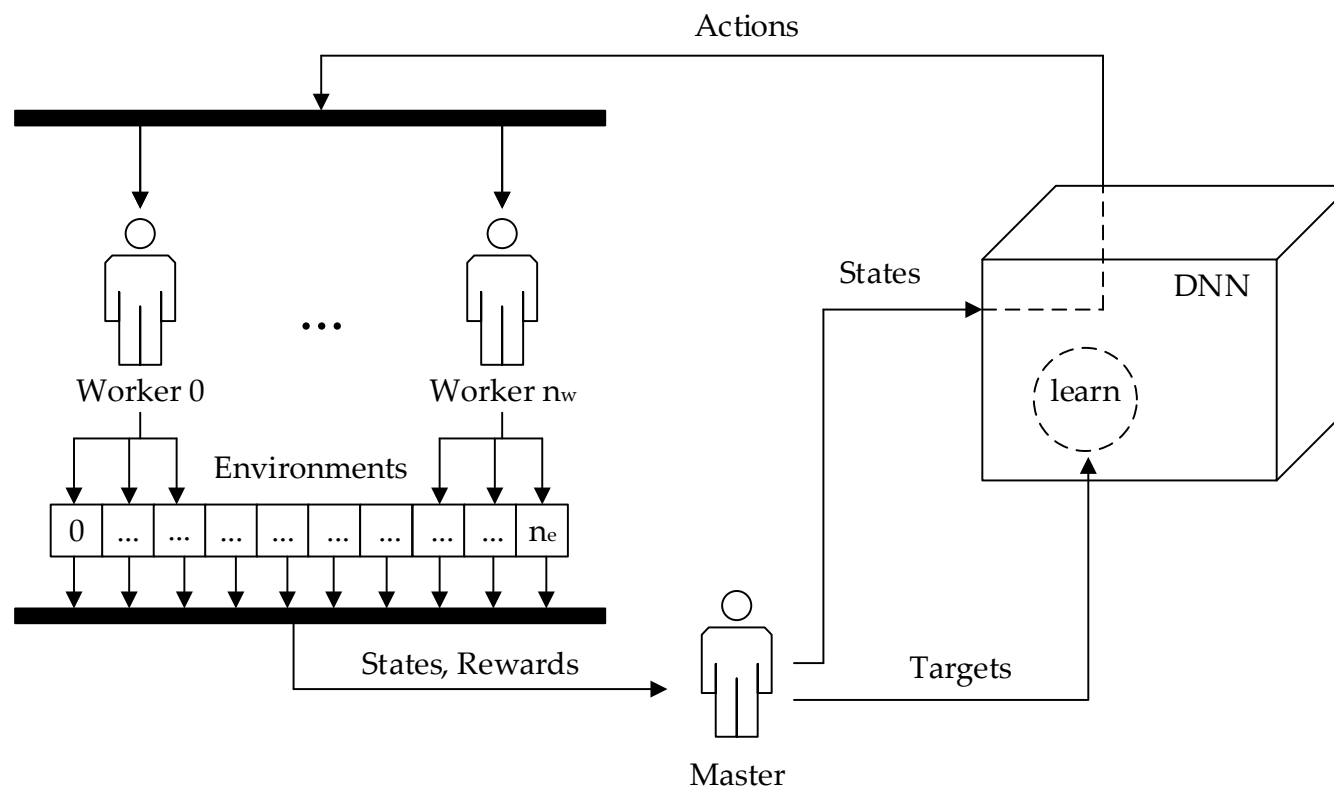 Actions
States
DNN
...
learn
Worker 0
Worker nw
Environments
0 ... ... ... ... ... ... ... ... ne
States, Rewards
Targets
Master